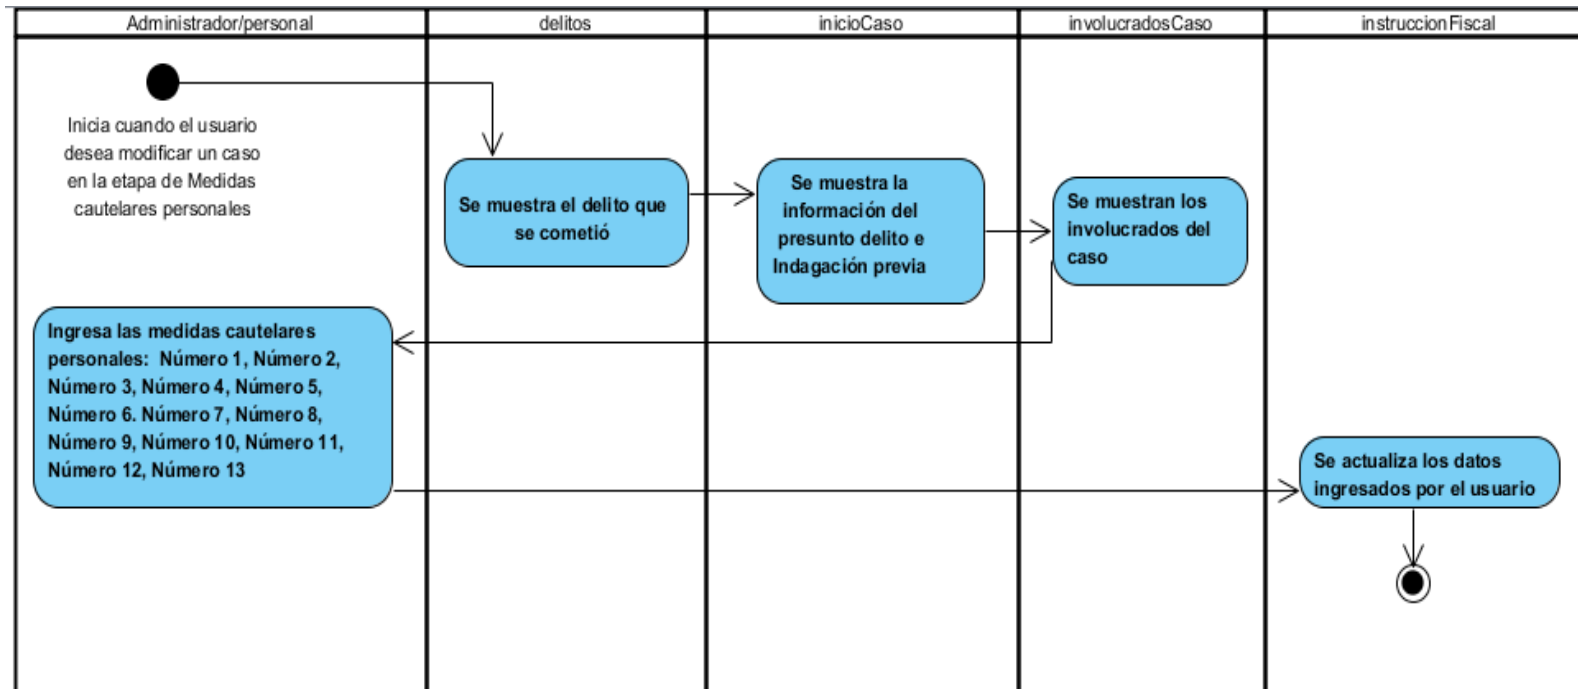 Administrador/personal
delitos
inicioCaso
involucradosCaso
instruccionFiscal
Inicia cuando el usuario
desea modificar un caso
en la etapa de Medidas
cautelares personales
Se muestra el delito que
se cometió
Se muestra la
información del
presunto delito e
Indagación previa
Se muestran los
involucrados del
caso
Ingresa las medidas cautelares
personales: Número 1, Número 2,
Número 3, Número 4, Número 5,
Número 6. Número 7, Número 8,
Número 9, Número 10, Número 11,
Número 12, Número 13
Se actualiza los datos
ingresados por el usuario